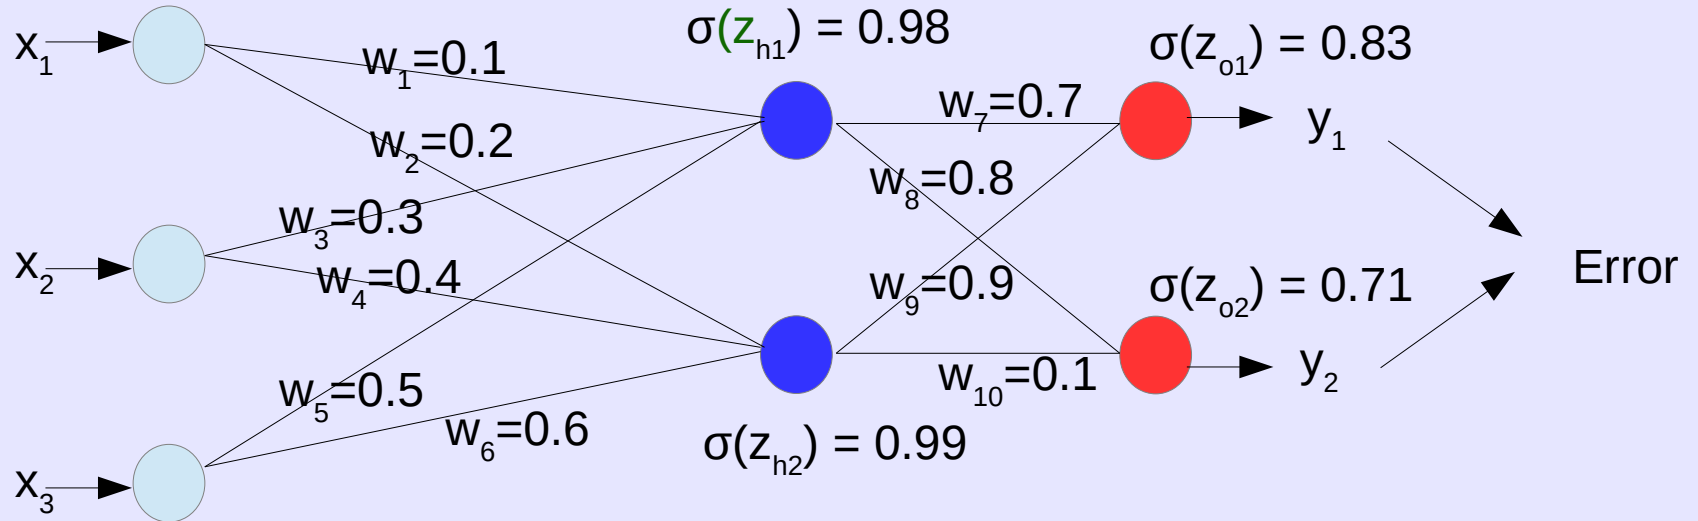 x₁
w₁=0.1
σ(zₕ₁) = 0.98
σ(zₒ₁) = 0.83
w₇=0.7
y₁
w₂=0.2
w₈=0.8
w₃=0.3
x₂
w₄=0.4
w₉=0.9
σ(zₒ₂) = 0.71
Error
w₅=0.5
w₁₀=0.1
y₂
w₆=0.6
σ(zₕ₂) = 0.99
x₃